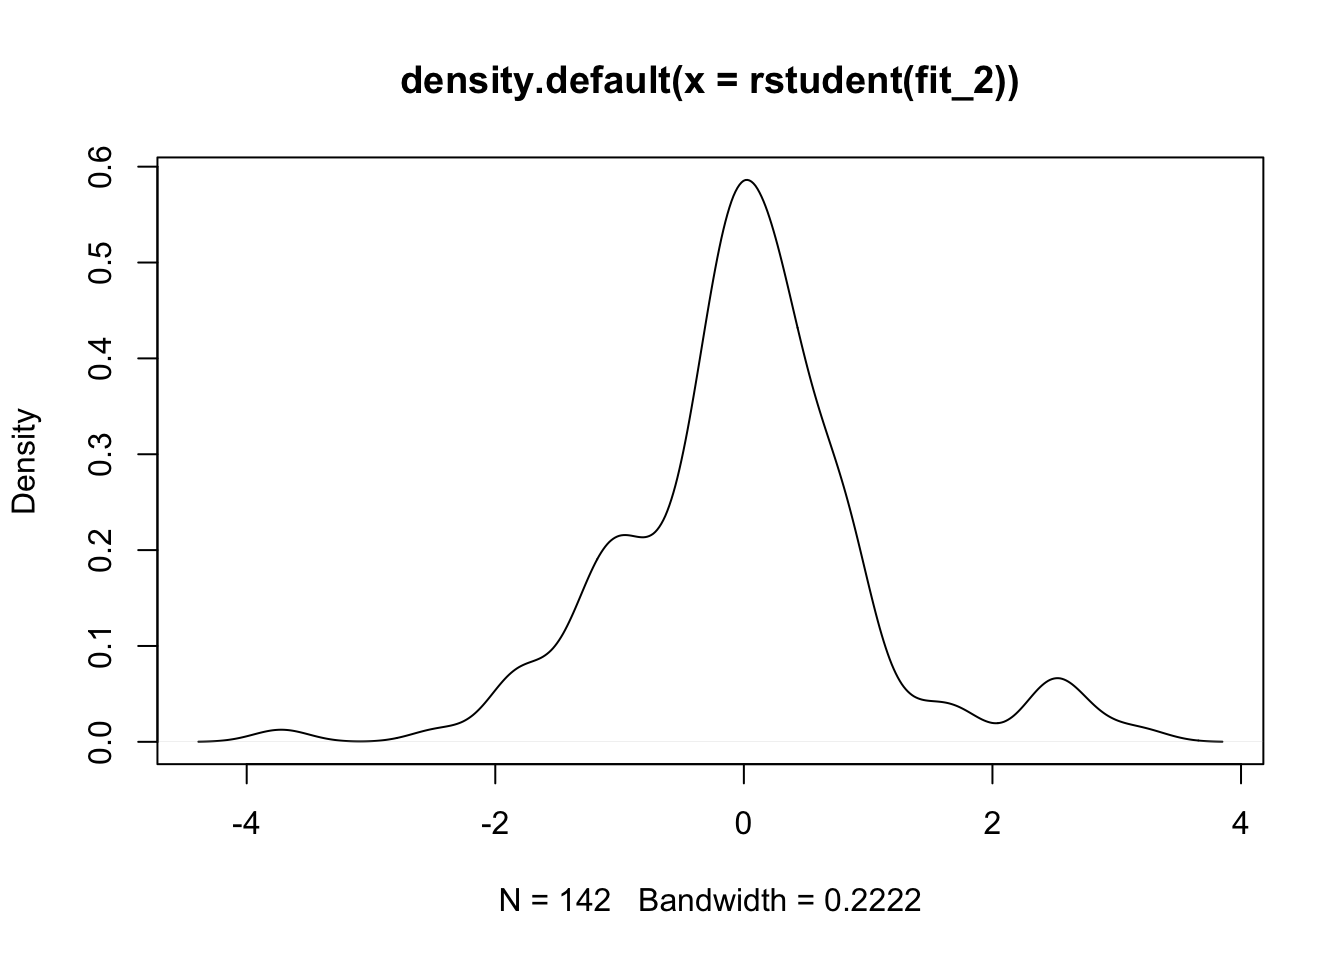 density.default(x = rstudent(fit_2))
Density
0.6
0.5
0.4
0.3
0.2
0.1
0.0
-4 -2 0 2 4
N = 142 Bandwidth = 0.2222